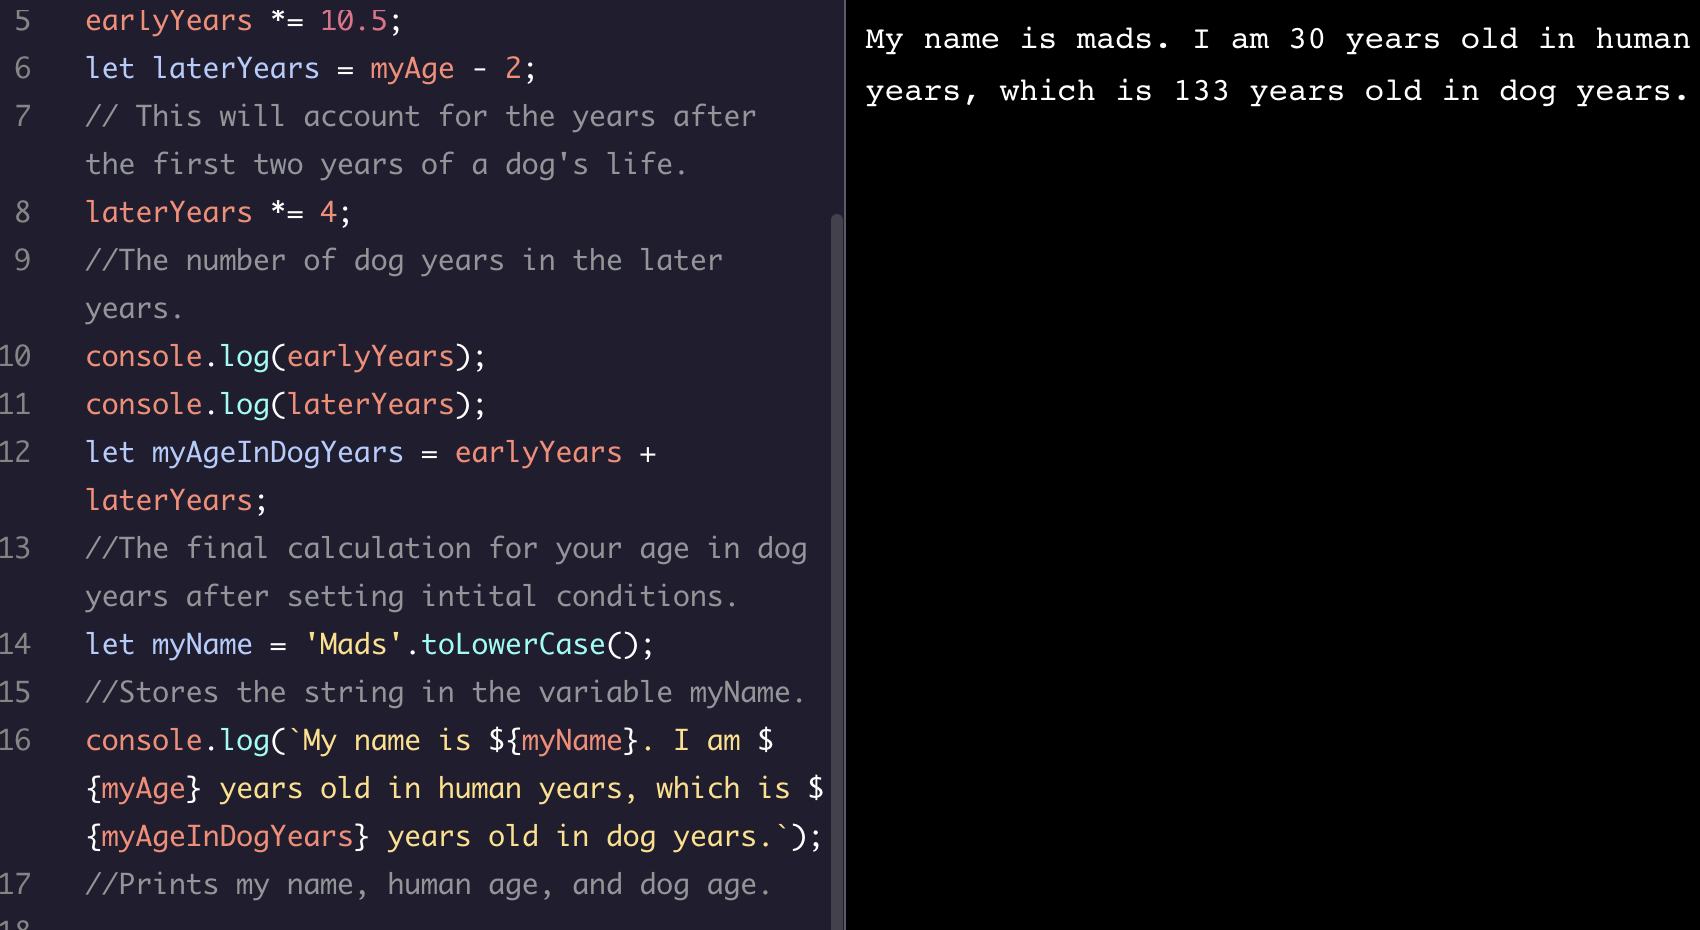 5 earlyYears *= 10.5;
6 let laterYears = myAge - 2;
7 // This will account for the years after
the first two years of a dog's life.
8 laterYears *= 4;
9 //The number of dog years in the later
years.
10 console.log(earlyYears);
11 console.log(laterYears);
12 let myAgeInDogYears = earlyYears +
laterYears;
13 //The final calculation for your age in dog
years after setting intital conditions.
14 let myName = 'Mads'.toLowerCase();
15 //Stores the string in the variable myName.
16 console.log(`My name is ${myName}. I am $
{myAge} years old in human years, which is $
{myAgeInDogYears} years old in dog years.`);
17 //Prints my name, human age, and dog age.
18
My name is mads. I am 30 years old in human
years, which is 133 years old in dog years.